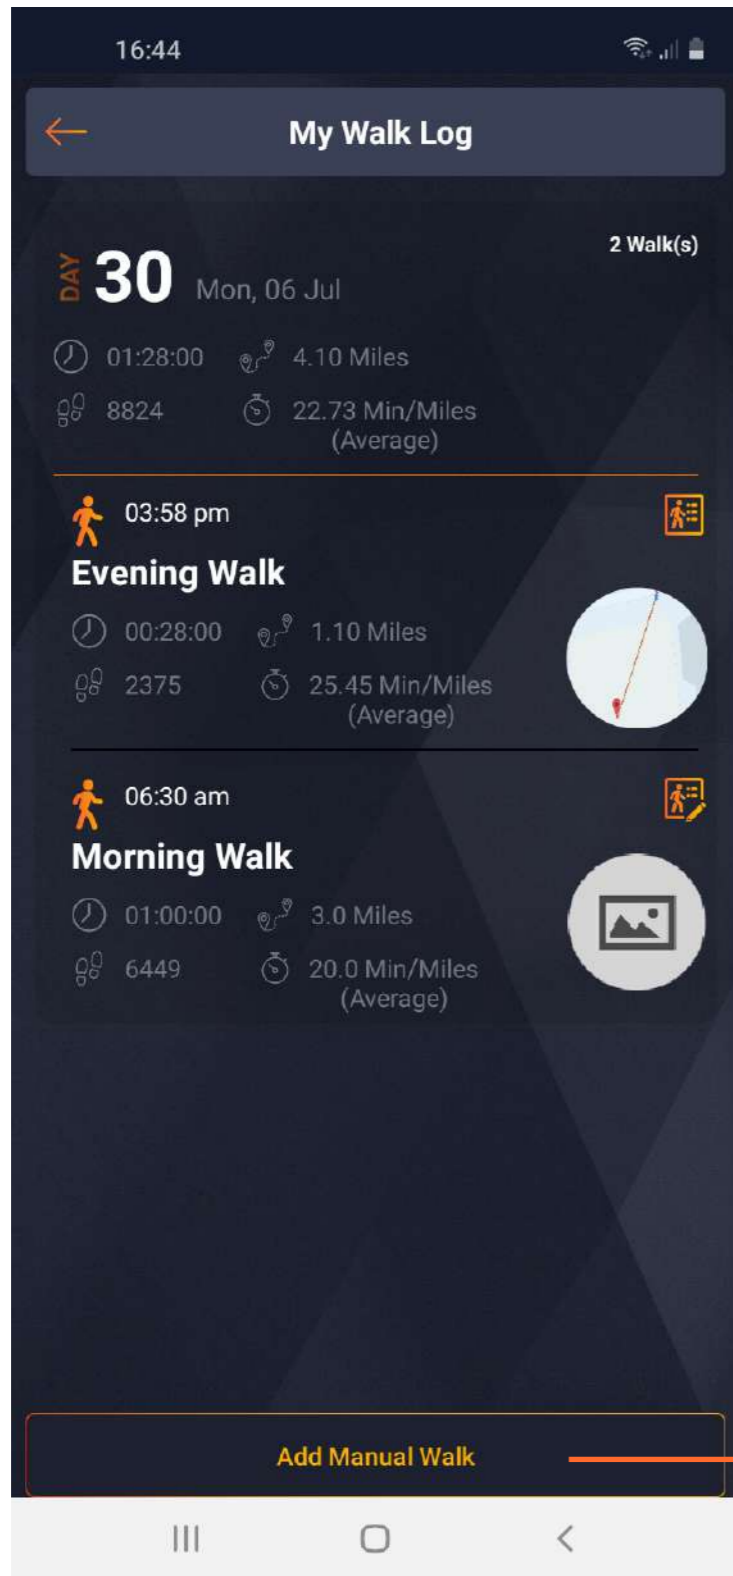 16:44
My Walk Log
2 Walk(s)
DAY 30 Mon, 06 Jul
01:28:00 4.10 Miles
8824 22.73 Min/Miles
(Average)
03:58 pm
Evening Walk
00:28:00 1.10 Miles
2375 25.45 Min/Miles
(Average)
06:30 am
Morning Walk
01:00:00 3.0 Miles
6449 20.0 Min/Miles
(Average)
Add Manual Walk